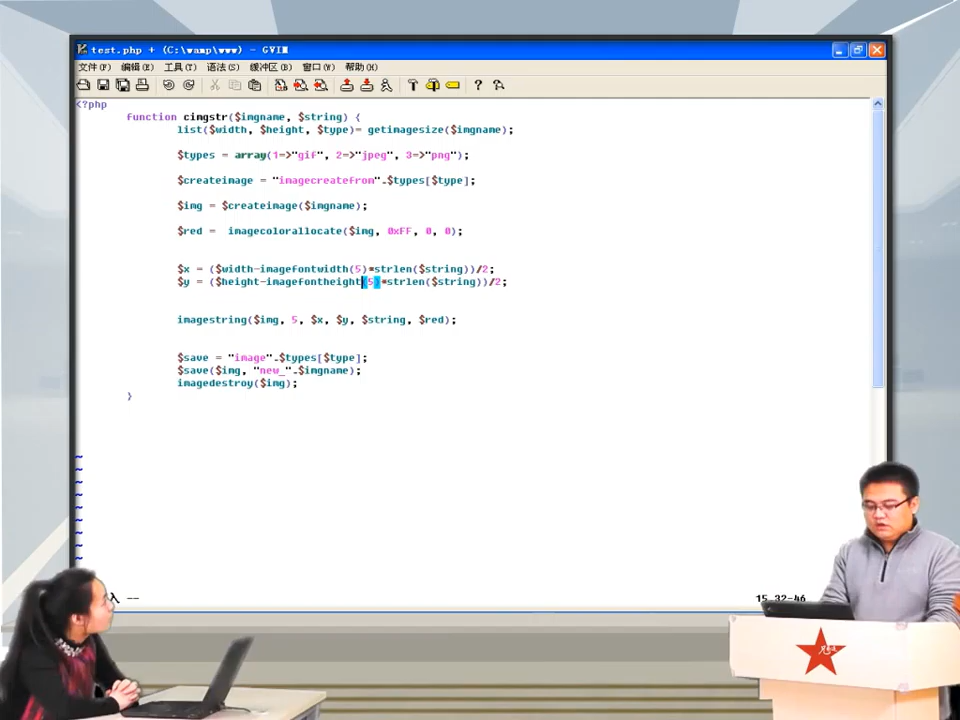 test.php + (C:\wamp\www) - GVIM
文件(F) 编辑(E) 工具(T) 语法(S) 缓冲区(B) 窗口(W) 帮助(H)
<?php
function cimgstr($imgname, $string) {
list($width, $height, $type)= getimagesize($imgname);
$types = array(1=>"gif", 2=>"jpeg", 3=>"png");
$createimage = "imagecreatefrom".$types[$type];
$img = $createimage($imgname);
$red =  imagecolorallocate($img, 0xFF, 0, 0);
$x = ($width-imagefontwidth(5)*strlen($string))/2;
$y = ($height-imagefontheight(5)*strlen($string))/2;
imagestring($img, 5, $x, $y, $string, $red);
$save = "image".$types[$type];
$save($img, "new_".$imgname);
imagedestroy($img);
}
~
~
~
~
~
~
~
~
~
入 --
15,32-46